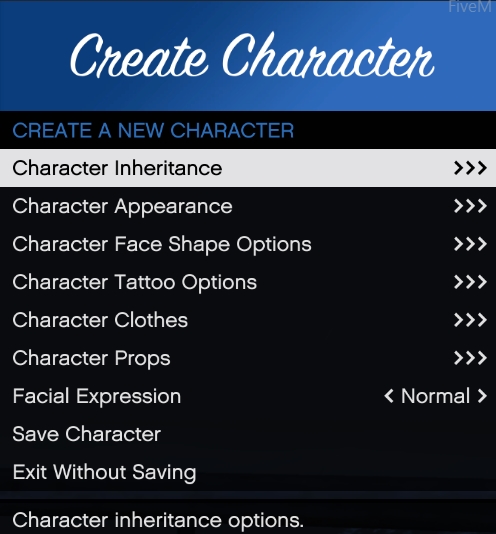 FiveM
Create Character
CREATE A NEW CHARACTER
Character Inheritance >>>
Character Appearance >>>
Character Face Shape Options >>>
Character Tattoo Options >>>
Character Clothes >>>
Character Props >>>
Facial Expression < Normal >
Save Character
Exit Without Saving
Character inheritance options.